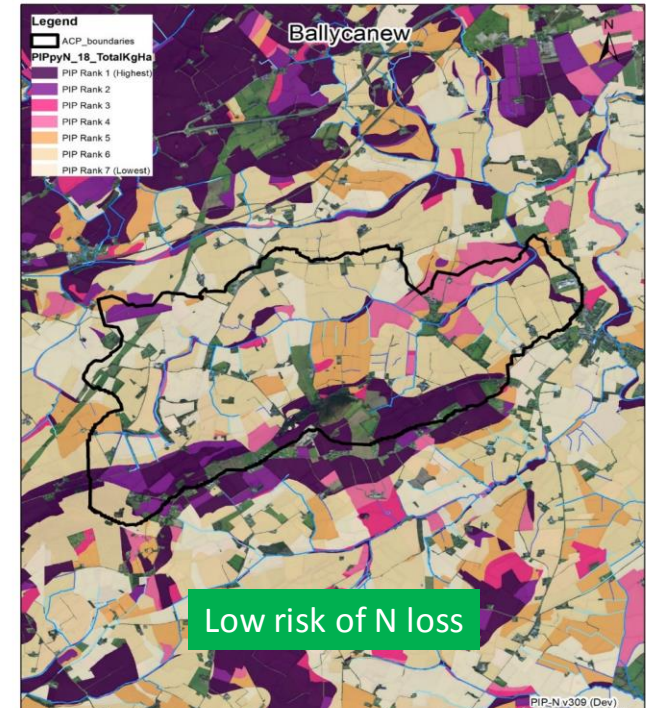 Legend
ACP_boundaries
PIPpyN_18_TotalKgHa
PIP Rank 1 (Highest)
PIP Rank 2
PIP Rank 3
PIP Rank 4
PIP Rank 5
PIP Rank 6
PIP Rank 7 (Lowest)
Ballycanew
N
Low risk of N loss
PIP-N v309 (Dev)